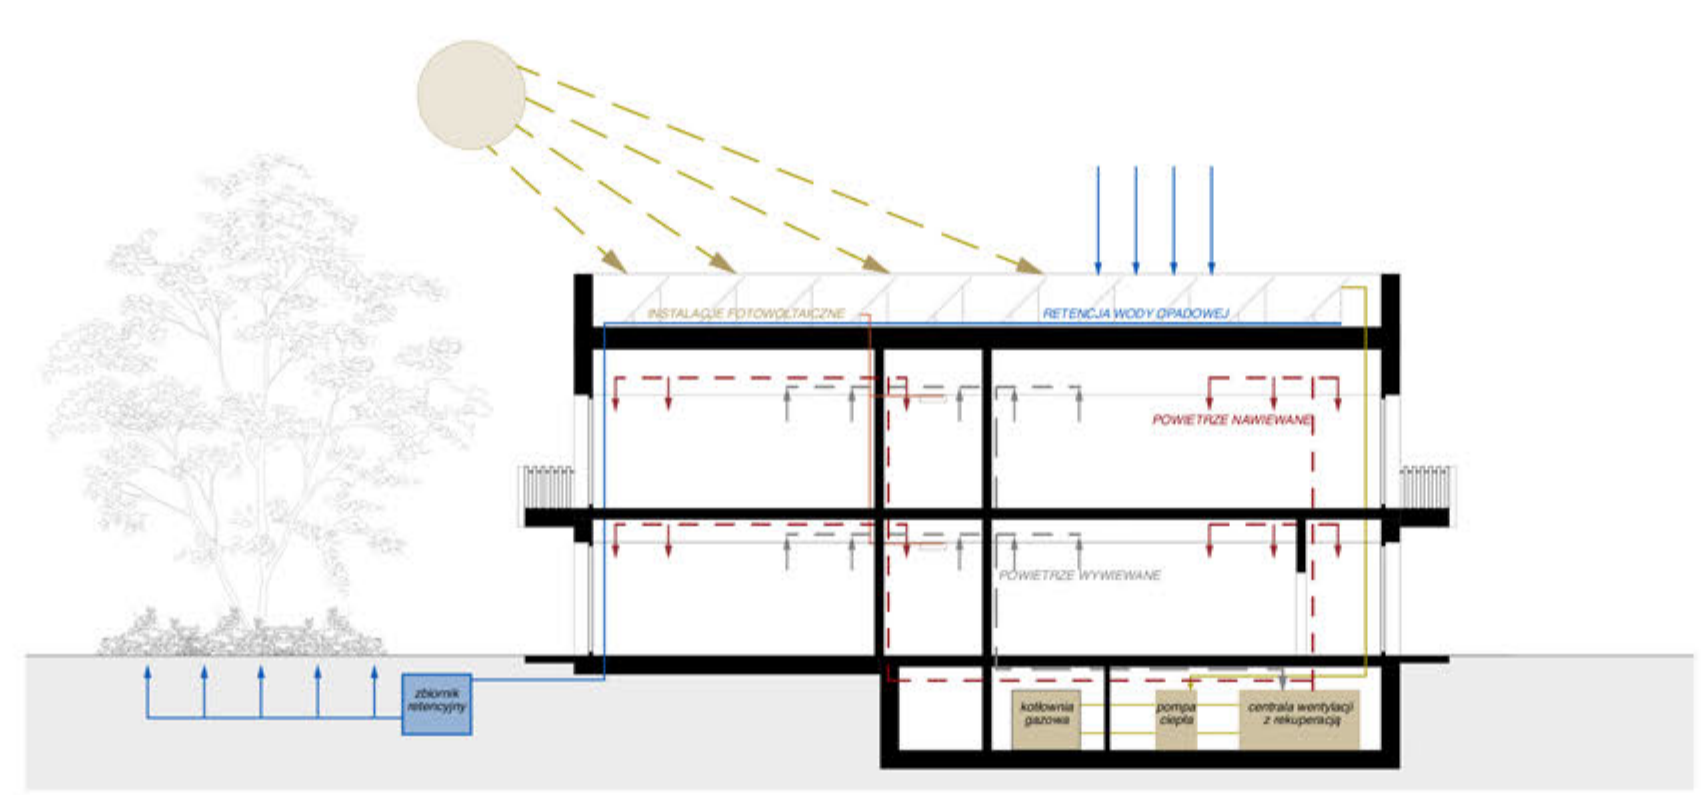 INSTALACJE FOTOWOLTAICZNE
RETENCJA WODY OPADOWEJ
POWIETRZE NAWIEWANE
POWIETRZE WYWIEWANE
zbiornik
retencyjny
kotłownia
gazowa
pompa
ciepła
centrala wentylacji
z rekuperacją